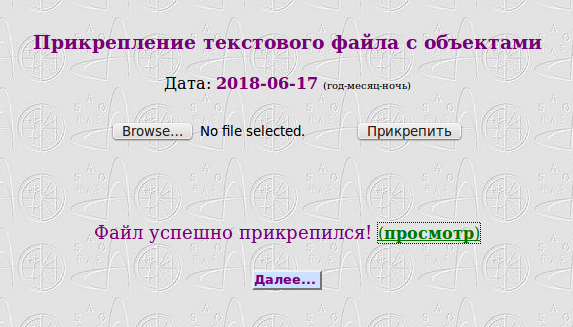 Прикрепление текстового файла с объектами
Дата: 2018-06-17 (год-месяц-ночь)
Browse... No file selected. Прикрепить
Файл успешно прикрепился! (просмотр)
Далее...